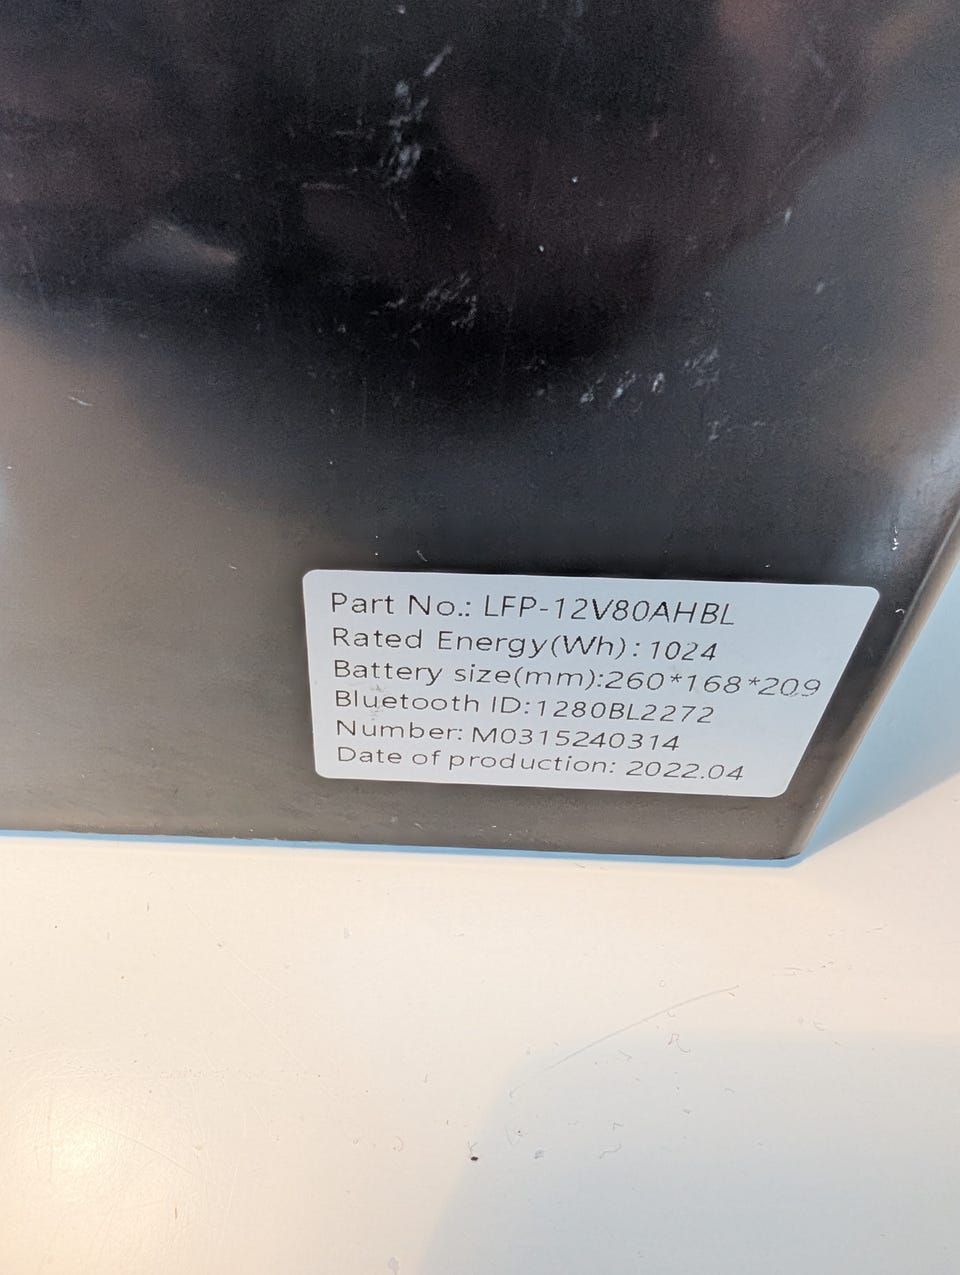 Part No.: LFP-12V80AHBL
Rated Energy(Wh): 1024
Battery size(mm):260*168*209
Bluetooth ID:1280BL2272
Number: M0315240314
Date of production: 2022.04